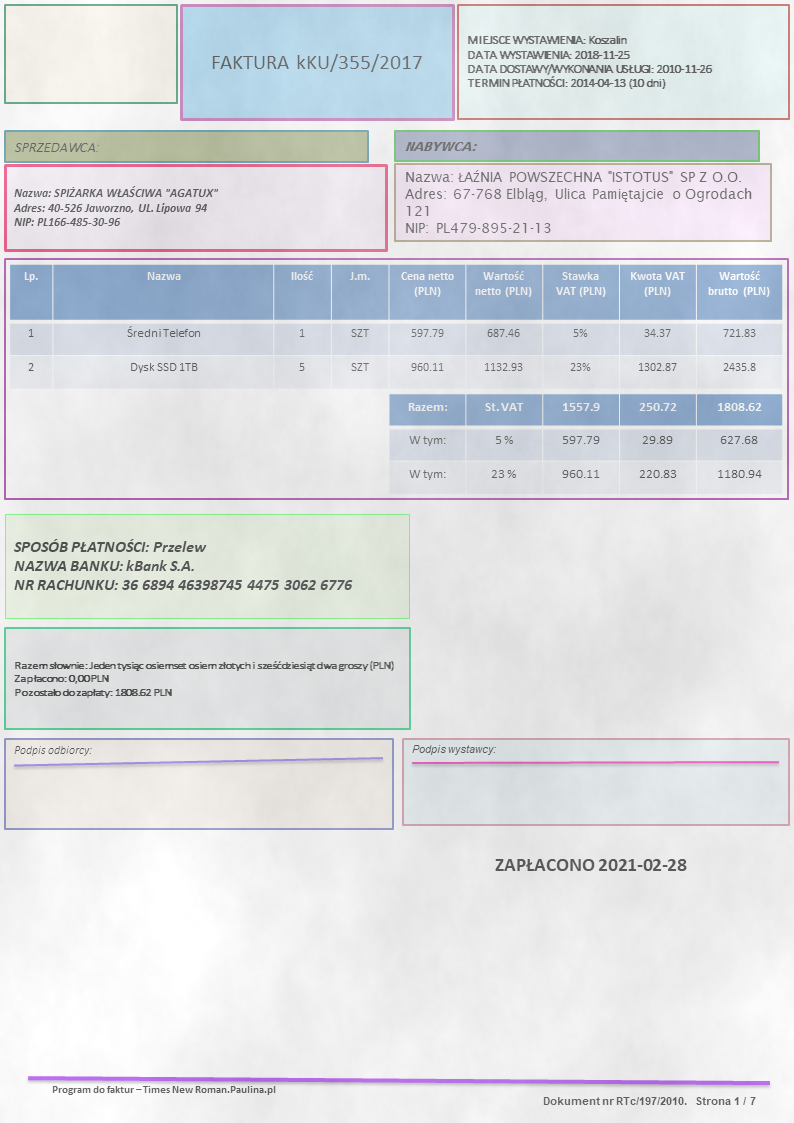 FAKTURA kKU/355/2017
MIEJSCE WYSTAWIENIA: Koszalin
DATA WYSTAWIENIA: 2018-11-25
DATA DOSTAWY/WYKONANIA USŁUGI: 2010-11-26
TERMIN PŁATNOŚCI: 2014-04-13 (10 dni)
SPRZEDAWCA:
Nazwa: SPIŻARKA WŁAŚCIWA "AGATUX"
Adres: 40-526 Jaworzno, UL. Lipowa 94
NIP: PL166-485-30-96
NABYWCA:
Nazwa: ŁAŹNIA POWSZECHNA "ISTOTUS" SP Z O.O.
Adres: 67-768 Elbląg, Ulica Pamiętajcie o Ogrodach
121
NIP: PL479-895-21-13
Lp. Nazwa Ilość J.m. Cena netto (PLN) Wartość netto (PLN) Stawka VAT (PLN) Kwota VAT (PLN) Wartość brutto (PLN)
1 Średni Telefon 1 SZT 597.79 687.46 5% 34.37 721.83
2 Dysk SSD 1TB 5 SZT 960.11 1132.93 23% 1302.87 2435.8
Razem: St. VAT 1557.9 250.72 1808.62
W tym: 5 % 597.79 29.89 627.68
W tym: 23 % 960.11 220.83 1180.94
SPOSÓB PŁATNOŚCI: Przelew
NAZWA BANKU: kBank S.A.
NR RACHUNKU: 36 6894 46398745 4475 3062 6776
Razem słownie: Jeden tysiąc osiemset osiem złotych i sześćdziesiąt dwa groszy (PLN)
Zapłacono: 0,00 PLN
Pozostało do zapłaty: 1808.62 PLN
Podpis odbiorcy:
Podpis wystawcy:
ZAPŁACONO 2021-02-28
Program do faktur – Times New Roman.Paulina.pl
Dokument nr RTc/197/2010. Strona 1 / 7